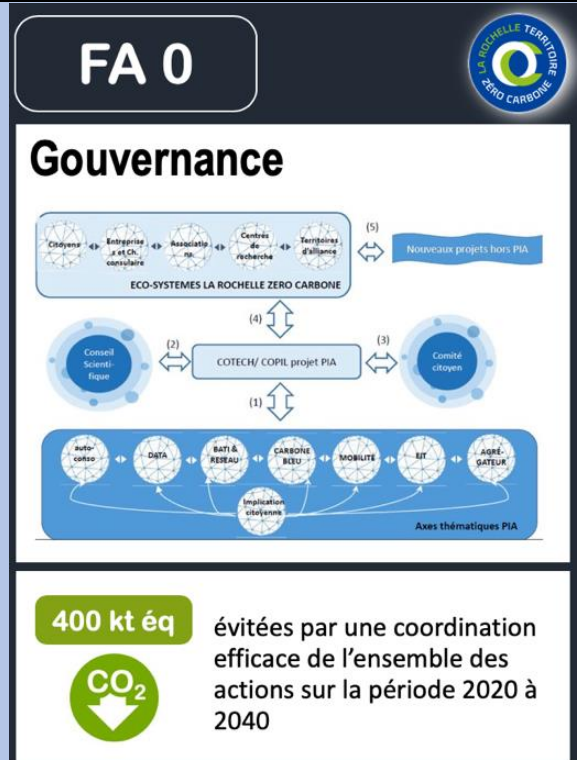 FA 0
LA ROCHELLE TERRITOIRE
ZÉRO CARBONE
Gouvernance
Citoyens
Entreprise
s et Ch.
consulaire
Associatio
ns
Centres
de
recherche
Territoires
d'alliance
ECO-SYSTEMES LA ROCHELLE ZERO CARBONE
(5)
Nouveaux projets hors PIA
(4)
Conseil
Scienti-
fique
(2)
COTECH/ COPIL projet PIA
(3)
Comité
citoyen
(1)
auto-
conso
DATA
BATI &
RESEAU
CARBONE
BLEU
MOBILITE
EIT
AGRÉ-
GATEUR
Implication
citoyenne
Axes thématiques PIA
400 kt éq
CO2
évitées par une coordination
efficace de l'ensemble des
actions sur la période 2020 à
2040